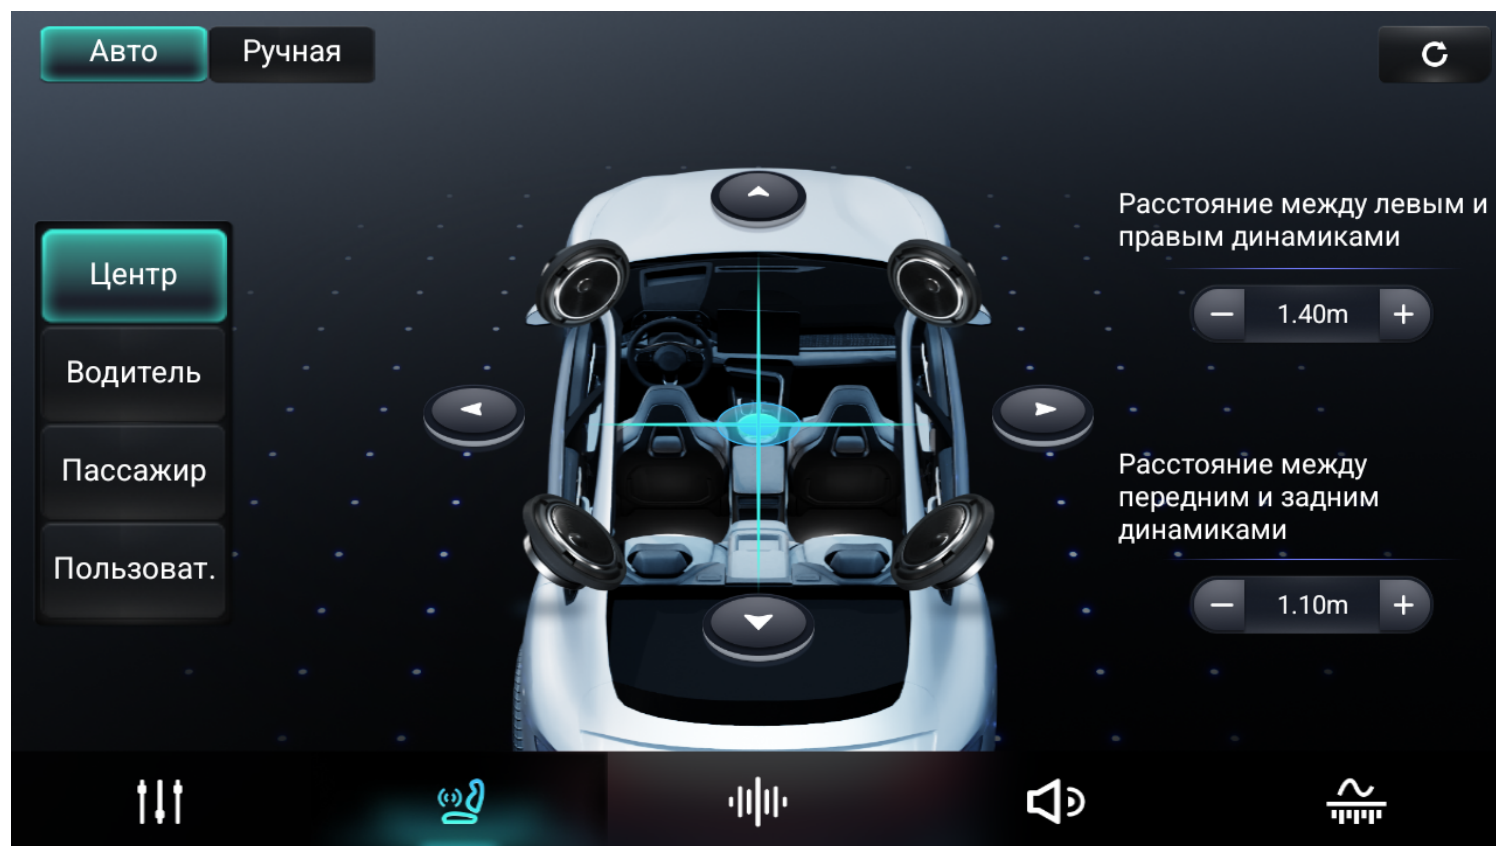 Авто
Ручная
Центр
Водитель
Пассажир
Пользоват.
Расстояние между левым и
правым динамиками
1.40m
Расстояние между
передним и задним
динамиками
1.10m